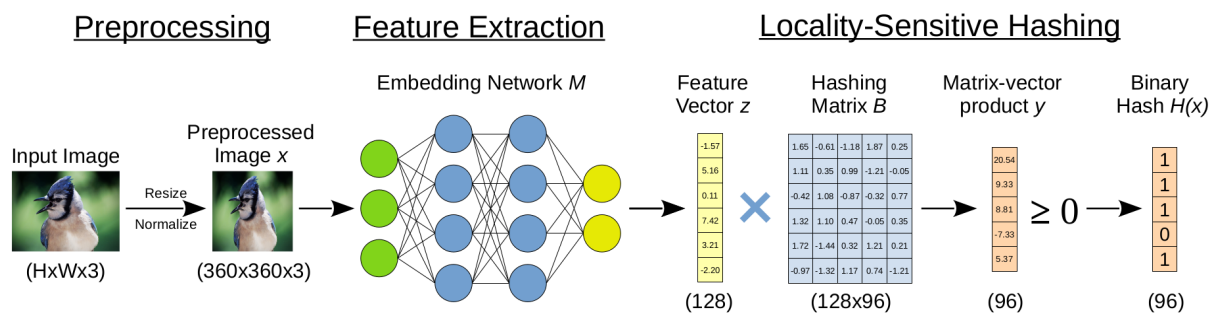 Preprocessing
Feature Extraction
Locality-Sensitive Hashing
Input Image
(HxWx3)
Resize
Normalize
Preprocessed
Image x
(360x360x3)
Embedding Network M
Feature
Vector z
-1.57
5.16
0.11
7.42
3.21
-2.20
(128)
Hashing
Matrix B
1.65 -0.61 -1.18 1.87 0.25
1.11 0.35 0.99 -1.21 -0.05
-0.42 1.08 -0.87 -0.32 0.77
1.32 1.10 0.47 -0.05 0.35
1.72 -1.44 0.32 1.21 0.21
-0.97 -1.32 1.17 0.74 -1.21
(128x96)
Matrix-vector
product y
20.54
9.33
8.81
-7.33
5.37
(96)
≥ 0
Binary
Hash H(x)
1
1
1
0
1
(96)